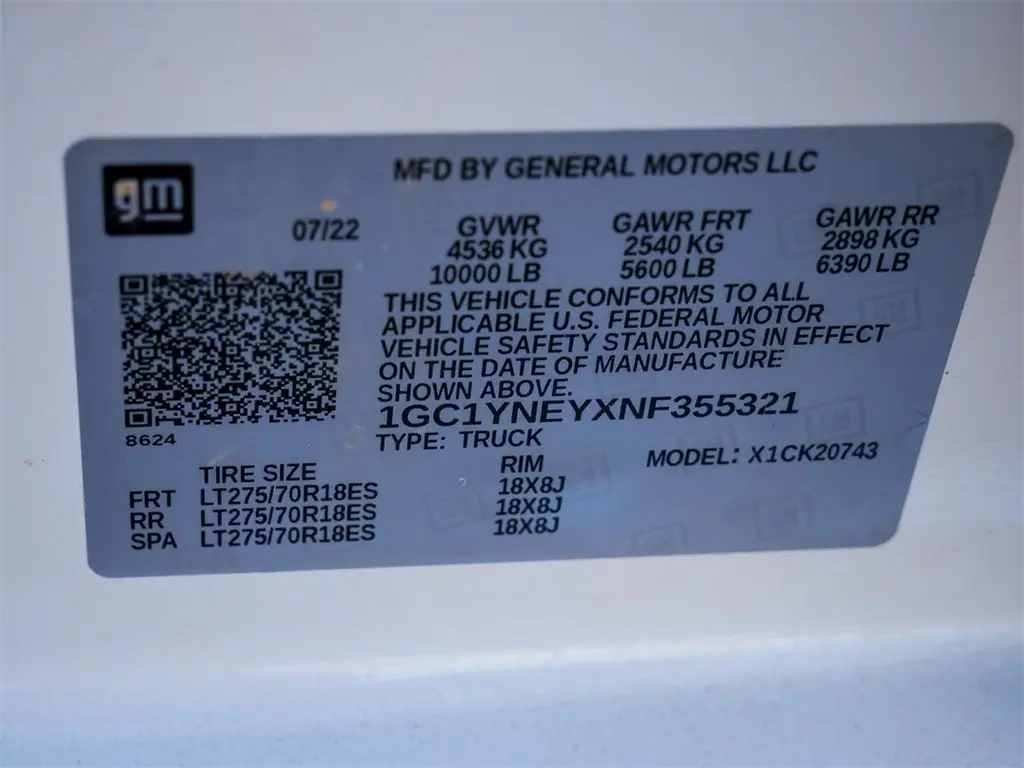 gm
MFD BY GENERAL MOTORS LLC
07/22 GVWR GAWR FRT GAWR RR
4536 KG 2540 KG 2898 KG
10000 LB 5600 LB 6390 LB
THIS VEHICLE CONFORMS TO ALL
APPLICABLE U.S. FEDERAL MOTOR
VEHICLE SAFETY STANDARDS IN EFFECT
ON THE DATE OF MANUFACTURE
SHOWN ABOVE.
1GC1YNEYXNF355321
8624
TYPE: TRUCK MODEL: X1CK20743
TIRE SIZE RIM
FRT LT275/70R18ES 18X8J
RR LT275/70R18ES 18X8J
SPA LT275/70R18ES 18X8J